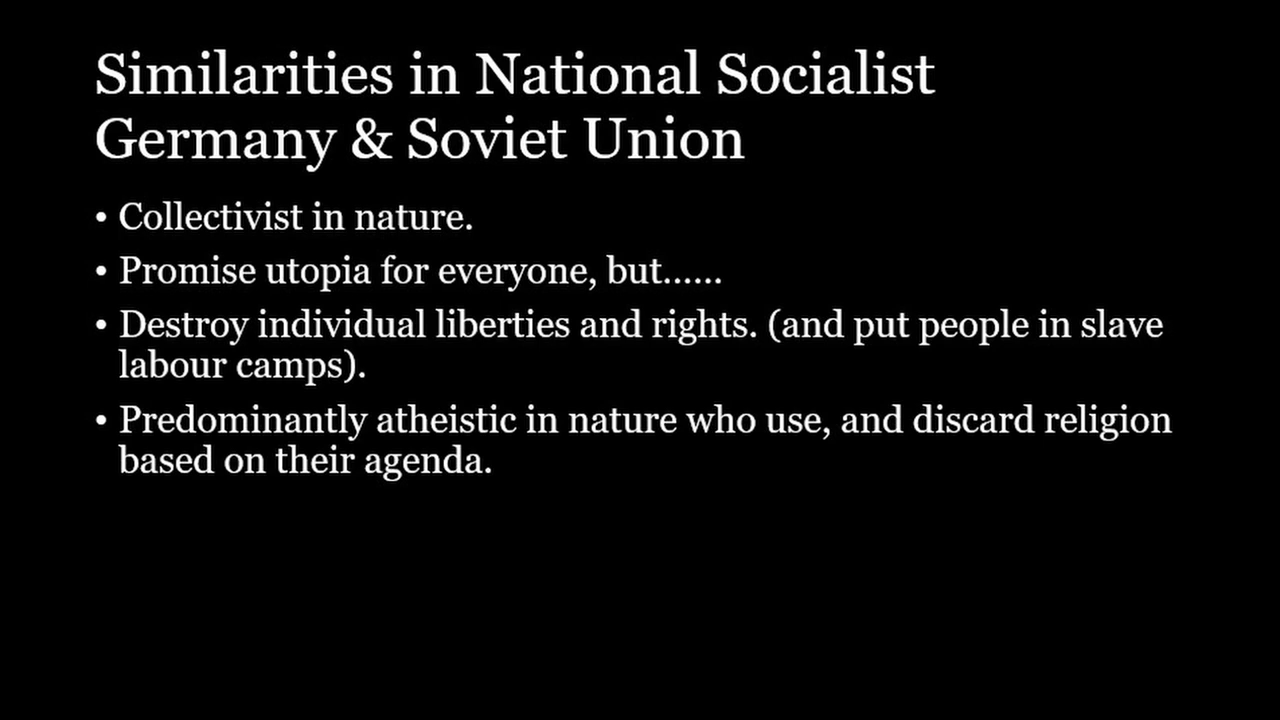 Similarities in National Socialist
Germany & Soviet Union
• Collectivist in nature.
• Promise utopia for everyone, but......
• Destroy individual liberties and rights. (and put people in slave
labour camps).
• Predominantly atheistic in nature who use, and discard religion
based on their agenda.